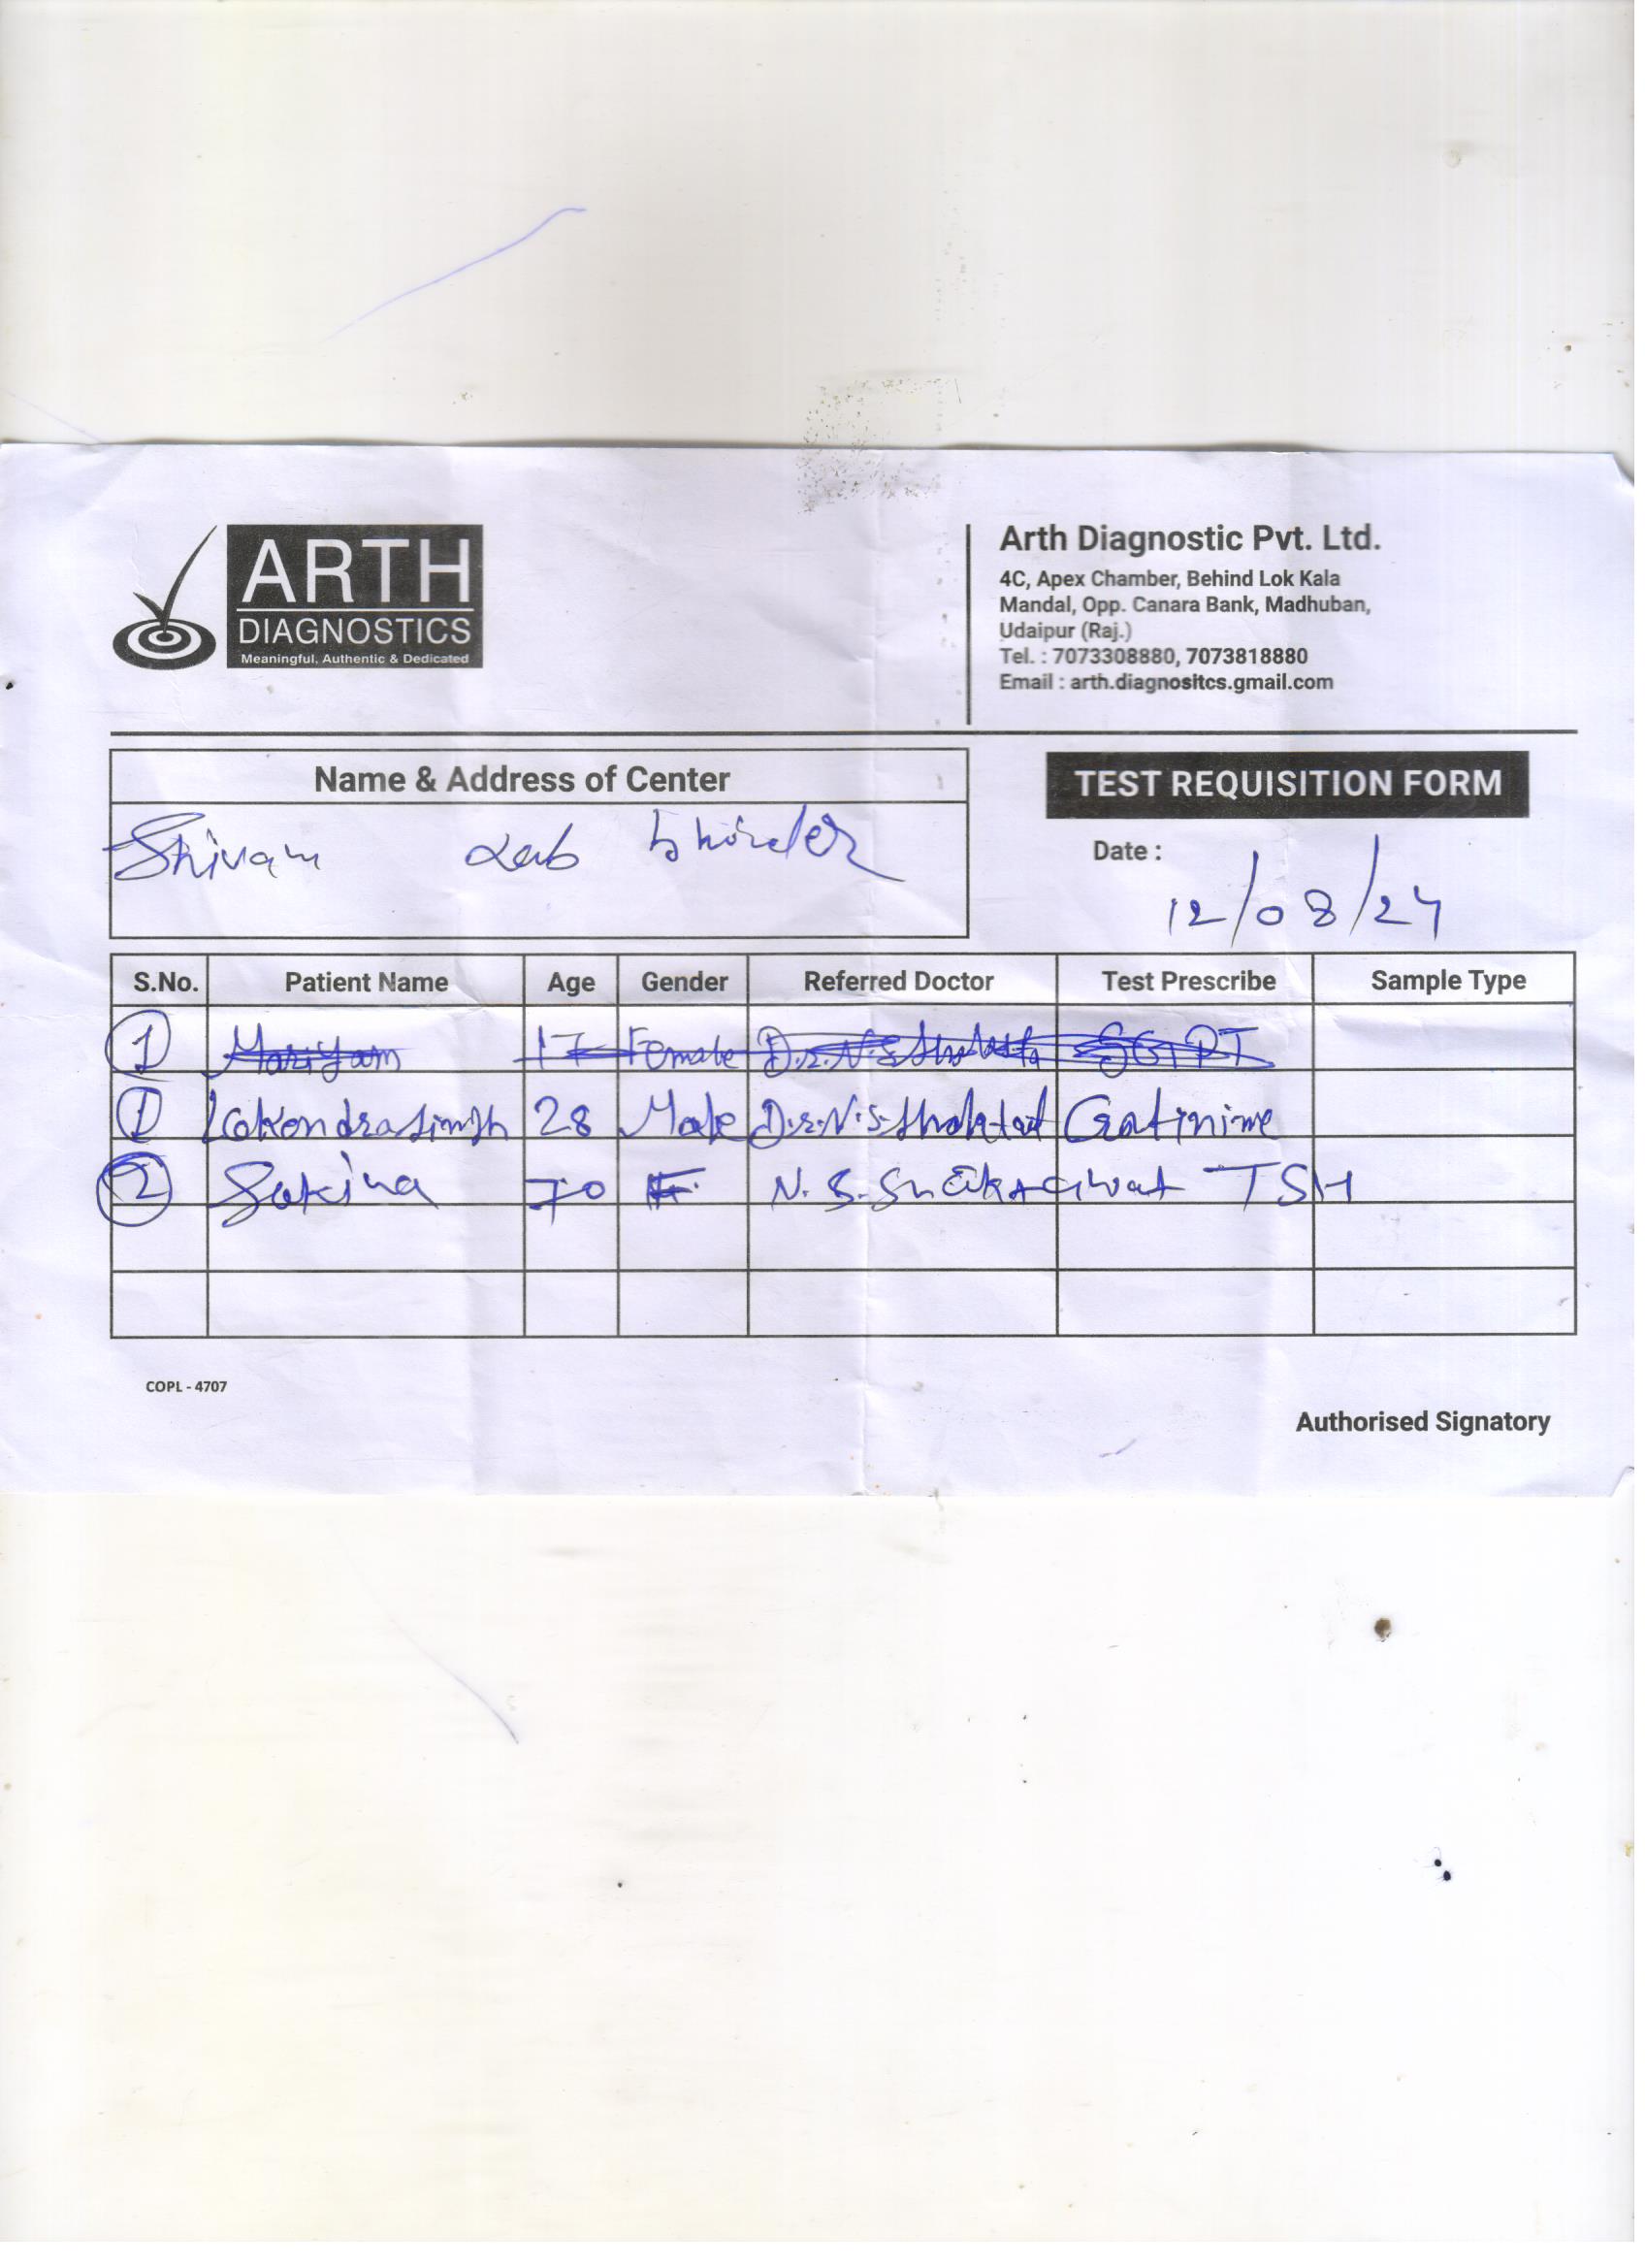 ARTH
DIAGNOSTICS
Meaningful, Authentic & Dedicated
Arth Diagnostic Pvt. Ltd.
4C, Apex Chamber, Behind Lok Kala
Mandal, Opp. Canara Bank, Madhuban,
Udaipur (Raj.)
Tel. : 7073308880, 7073818880
Email : arth.diagnositcs.gmail.com
Name & Address of Center
Shivam Lab bhinder
TEST REQUISITION FORM
Date :
12/08/24
S.No. Patient Name Age Gender Referred Doctor Test Prescribe Sample Type
1 Mariyam 17 Female Dr. N.S. SGPT
1 28 Male Dr. N.S.
2 Sakina 70 F N. S. TSH
COPL - 4707
Authorised Signatory